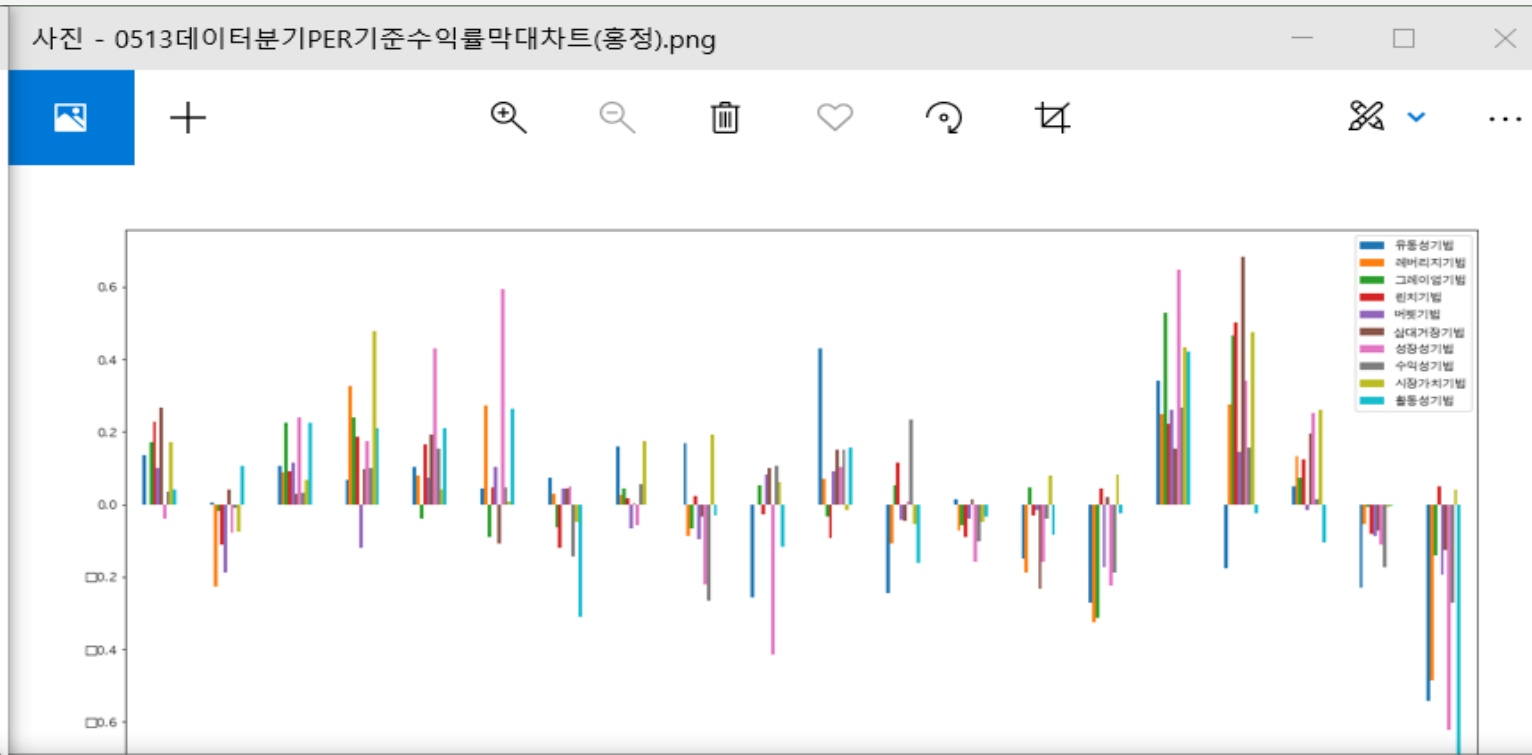 사진 - 0513데이터분기PER기준수익률막대차트(홍정).png
0.6
0.4
0.2
0.0
□0.2
□0.4
□0.6
유동성기법
레버리지기법
그레이엄기법
린치기법
버핏기법
삼대거장기법
성장성기법
수익성기법
시장가치기법
활동성기법